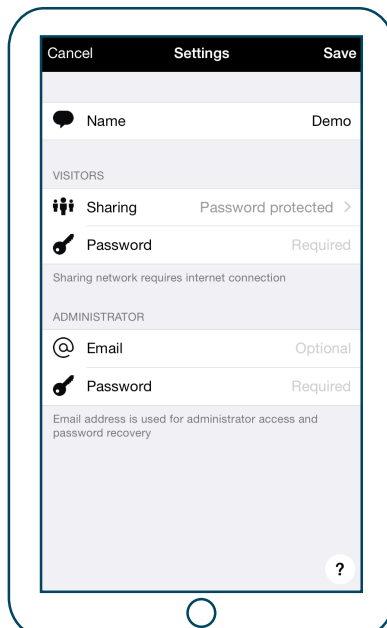 Cancel Settings Save
Name Demo
VISITORS
Sharing Password protected >
Password Required
Sharing network requires internet connection
ADMINISTRATOR
@ Email Optional
Password Required
Email address is used for administrator access and
password recovery
?